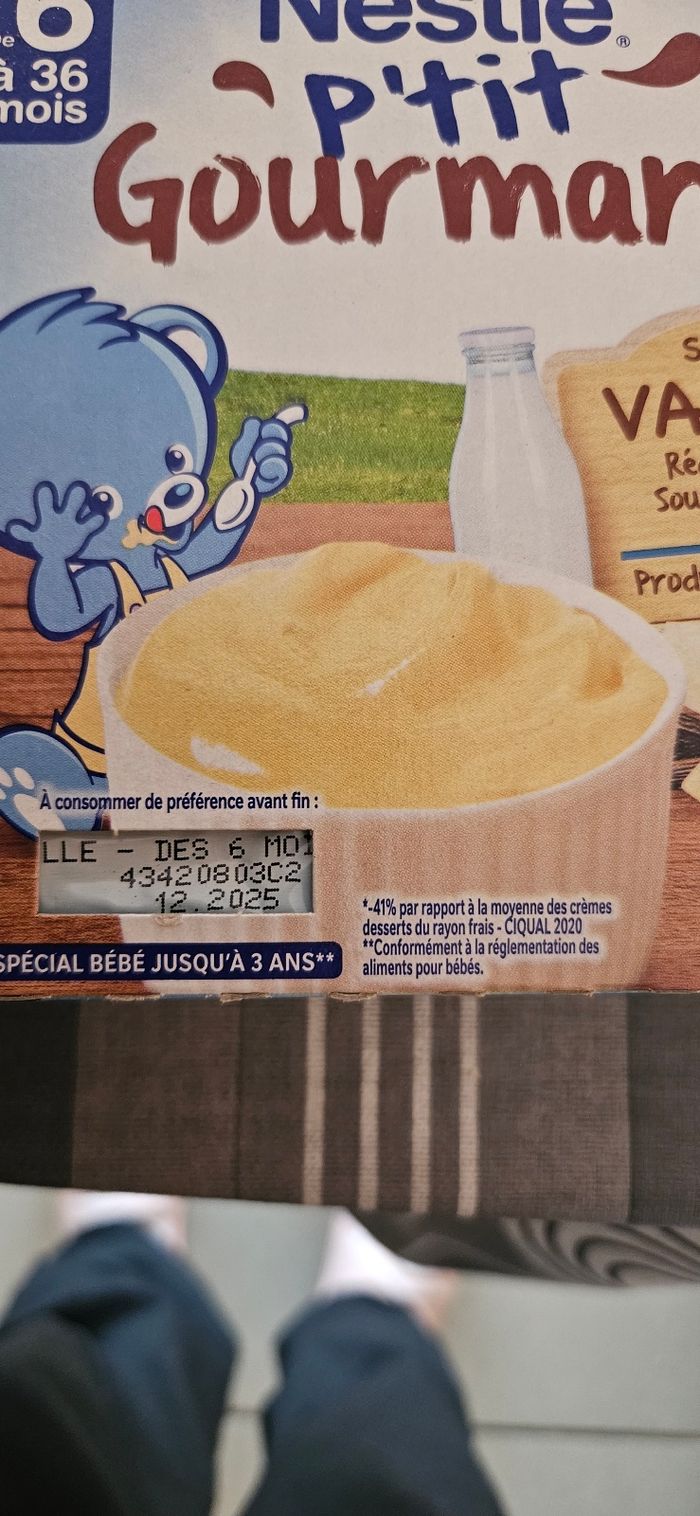 6
à 36
mois
Nestlé®
P'tit
Gourman
VA
Ré
Sou
Prod
À consommer de préférence avant fin :
LLE - DES 6 MOI
43420803C2
12.2025
SPÉCIAL BÉBÉ JUSQU'À 3 ANS**
*-41% par rapport à la moyenne des crèmes
desserts du rayon frais - CIQUAL 2020
**Conformément à la réglementation des
aliments pour bébés.